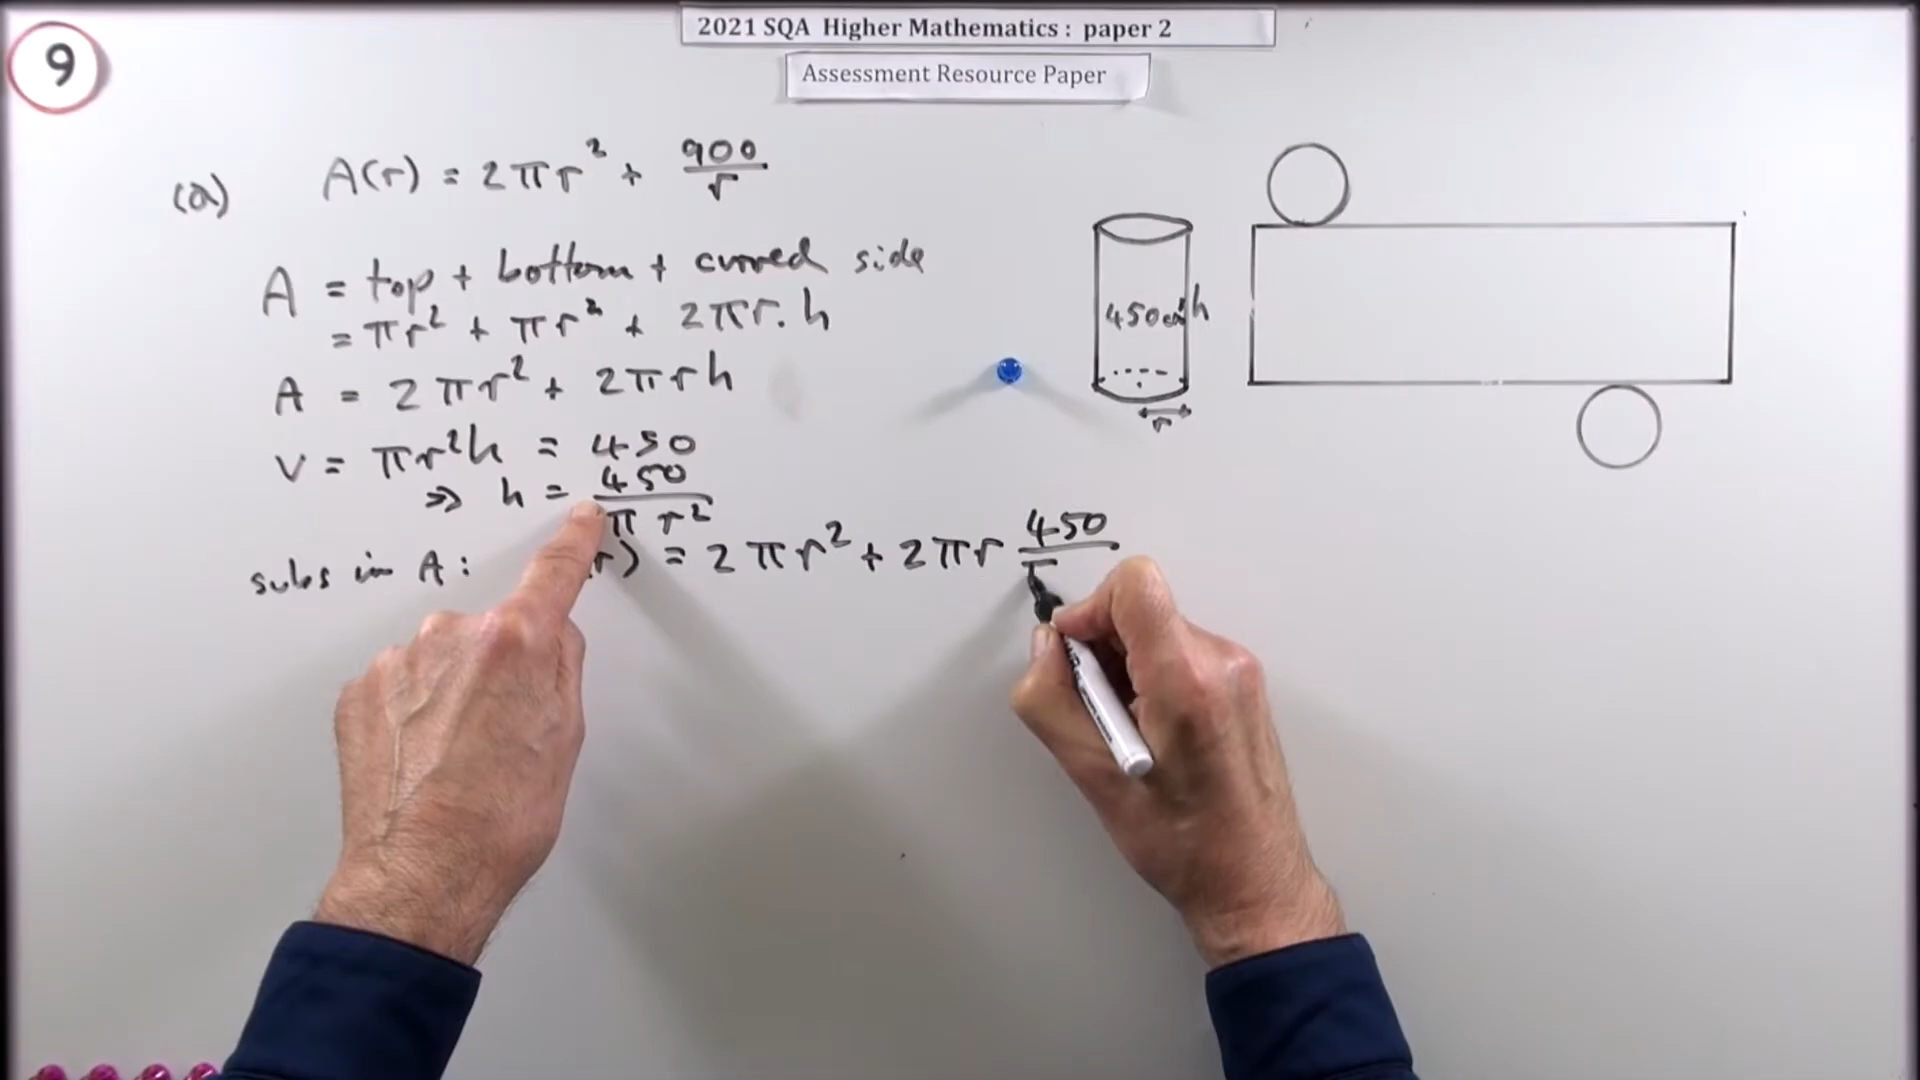 2021 SQA Higher Mathematics : paper 2
Assessment Resource Paper
9
(a) A(r) = 2πr² + 900/r
A = top + bottom + curved side
= πr² + πr² + 2πr.h
A = 2πr² + 2πrh
V = πr²h = 450
⇒ h = 450/πr²
subs in A: r) = 2πr² + 2πr 450/
450cm³ h
r